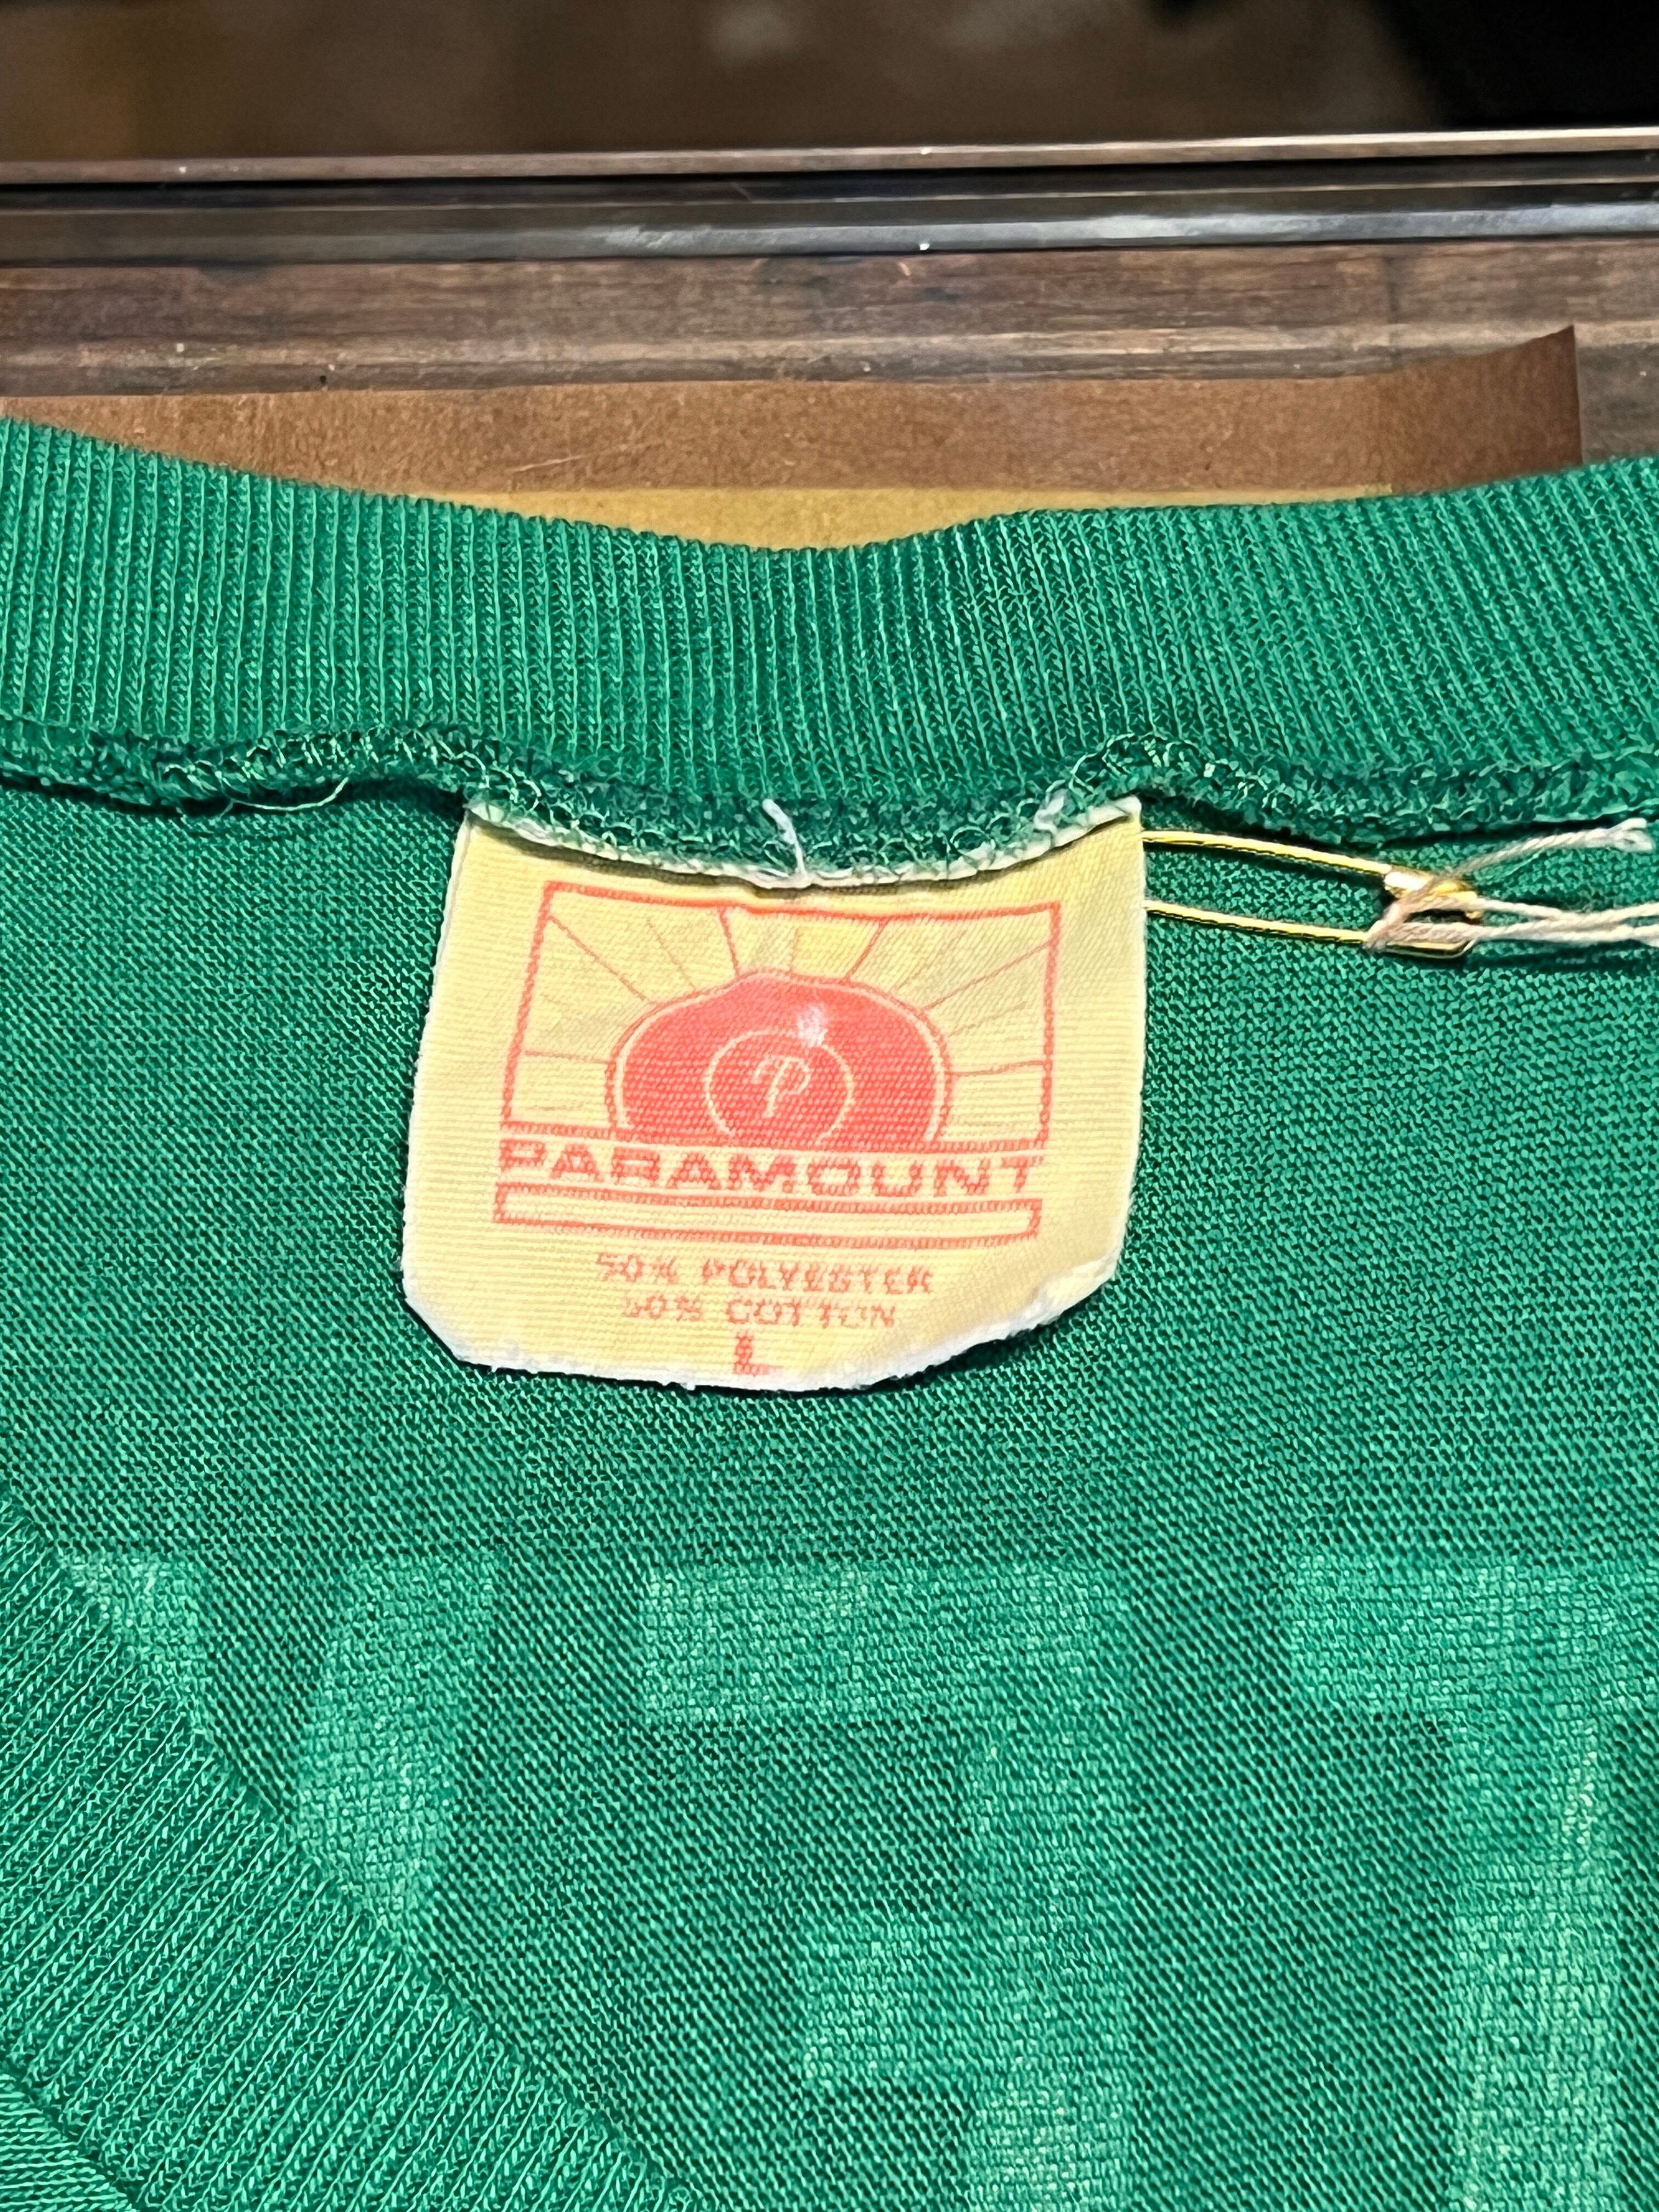 P
PARAMOUNT
50% POLYESTER
50% COTTON
L